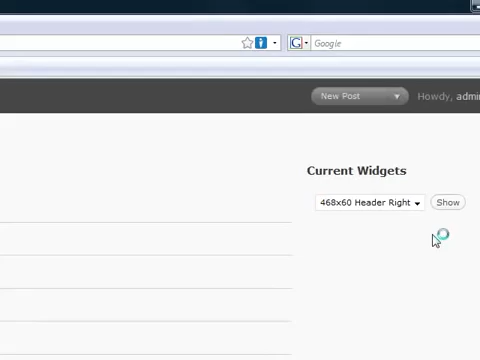 G Google
New Post Howdy, admi
Current Widgets
468x60 Header Right Show